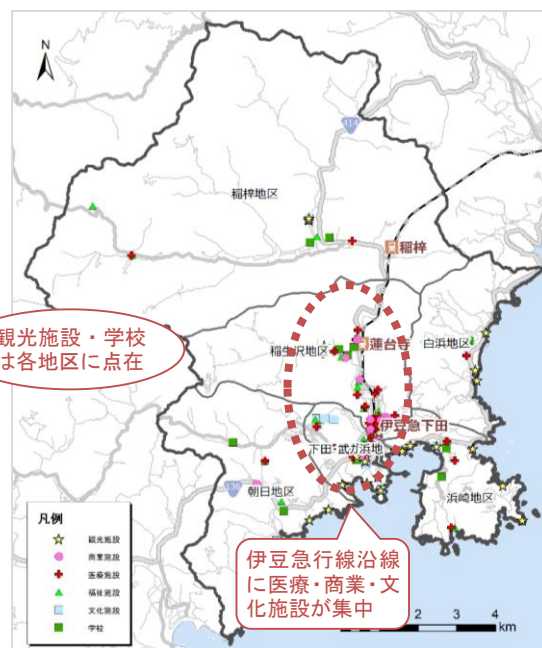 N
414
稲梓地区
稲梓
観光施設・学校
は各地区に点在
稲生沢地区
蓮台寺
白浜地区
伊豆急下田
下田
武ガ浜地
136
朝日地区
浜崎地区
凡例
観光施設
商業施設
医療施設
福祉施設
文化施設
学校
伊豆急行線沿線
に医療・商業・文
化施設が集中
2 3 4
km